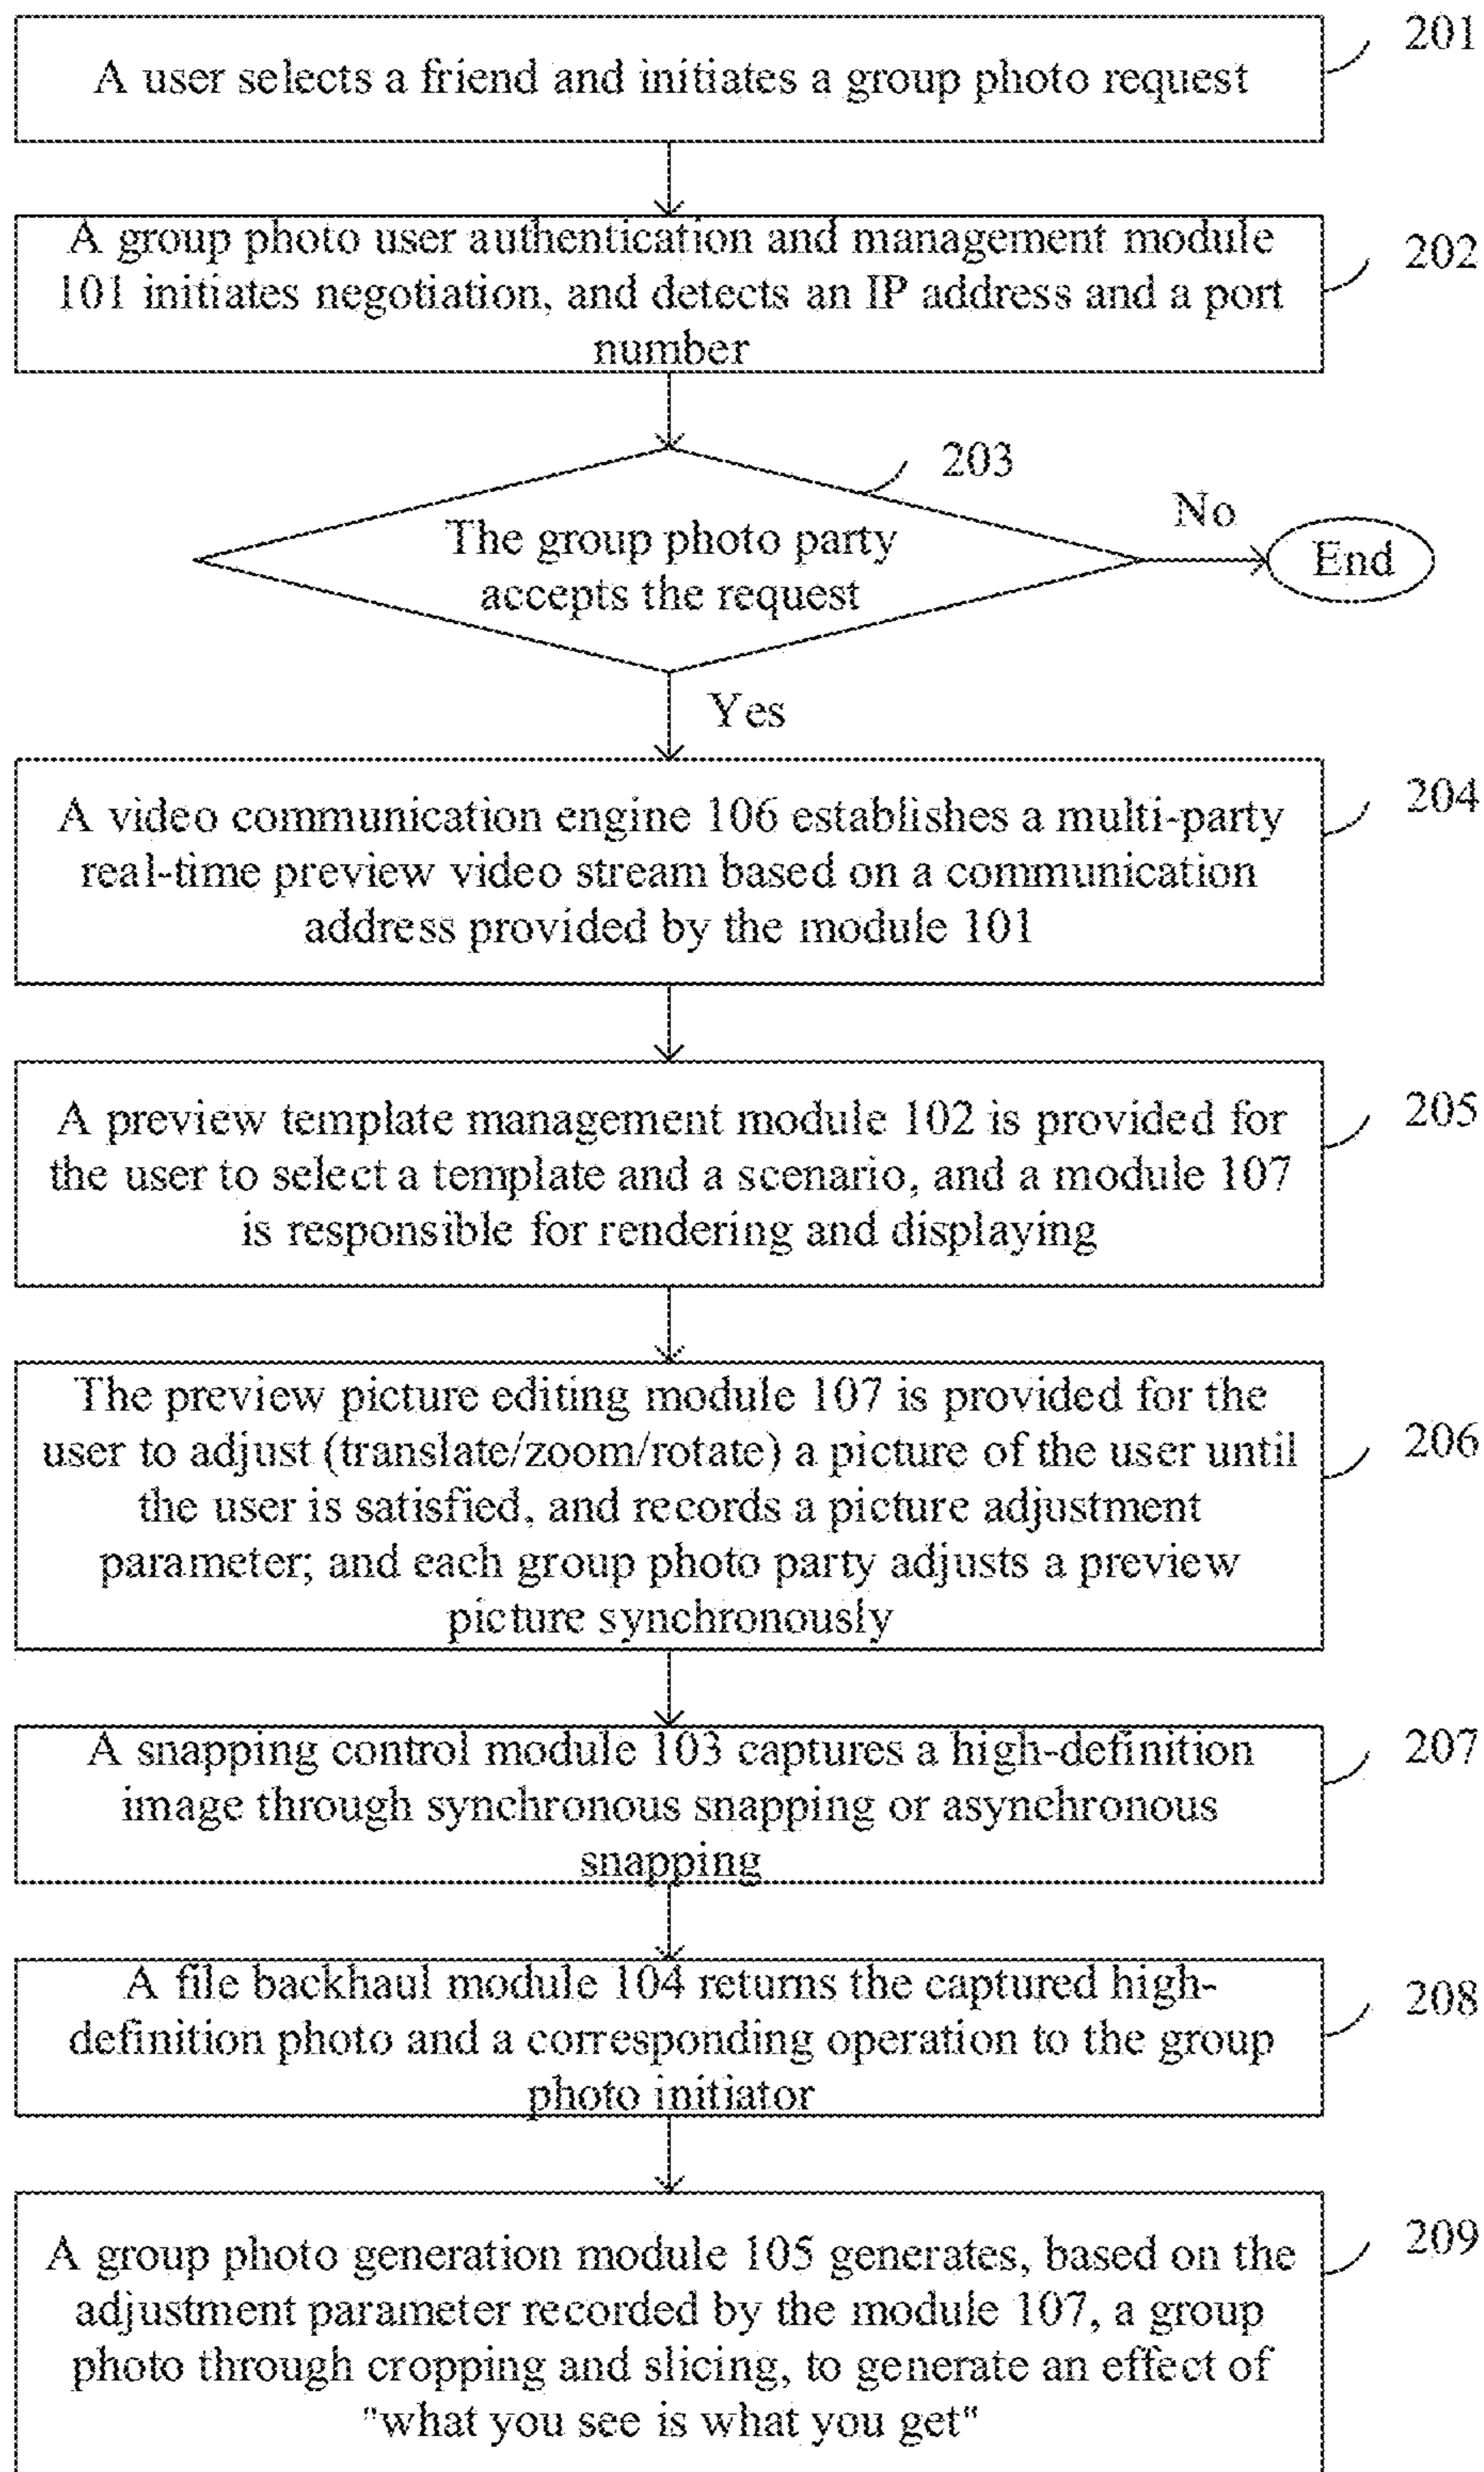 201
A user selects a friend and initiates a group photo request
202
A group photo user authentication and management module
101 initiates negotiation, and detects an IP address and a port
number
203
The group photo party
accepts the request
No
End
Yes
204
A video communication engine 106 establishes a multi-party
real-time preview video stream based on a communication
address provided by the module 101
205
A preview template management module 102 is provided for
the user to select a template and a scenario, and a module 107
is responsible for rendering and displaying
206
The preview picture editing module 107 is provided for the
user to adjust (translate/zoom/rotate) a picture of the user until
the user is satisfied, and records a picture adjustment
parameter; and each group photo party adjusts a preview
picture synchronously
207
A snapping control module 103 captures a high-definition
image through synchronous snapping or asynchronous
snapping
208
A file backhaul module 104 returns the captured high-
definition photo and a corresponding operation to the group
photo initiator
209
A group photo generation module 105 generates, based on the
adjustment parameter recorded by the module 107, a group
photo through cropping and slicing, to generate an effect of
"what you see is what you get"